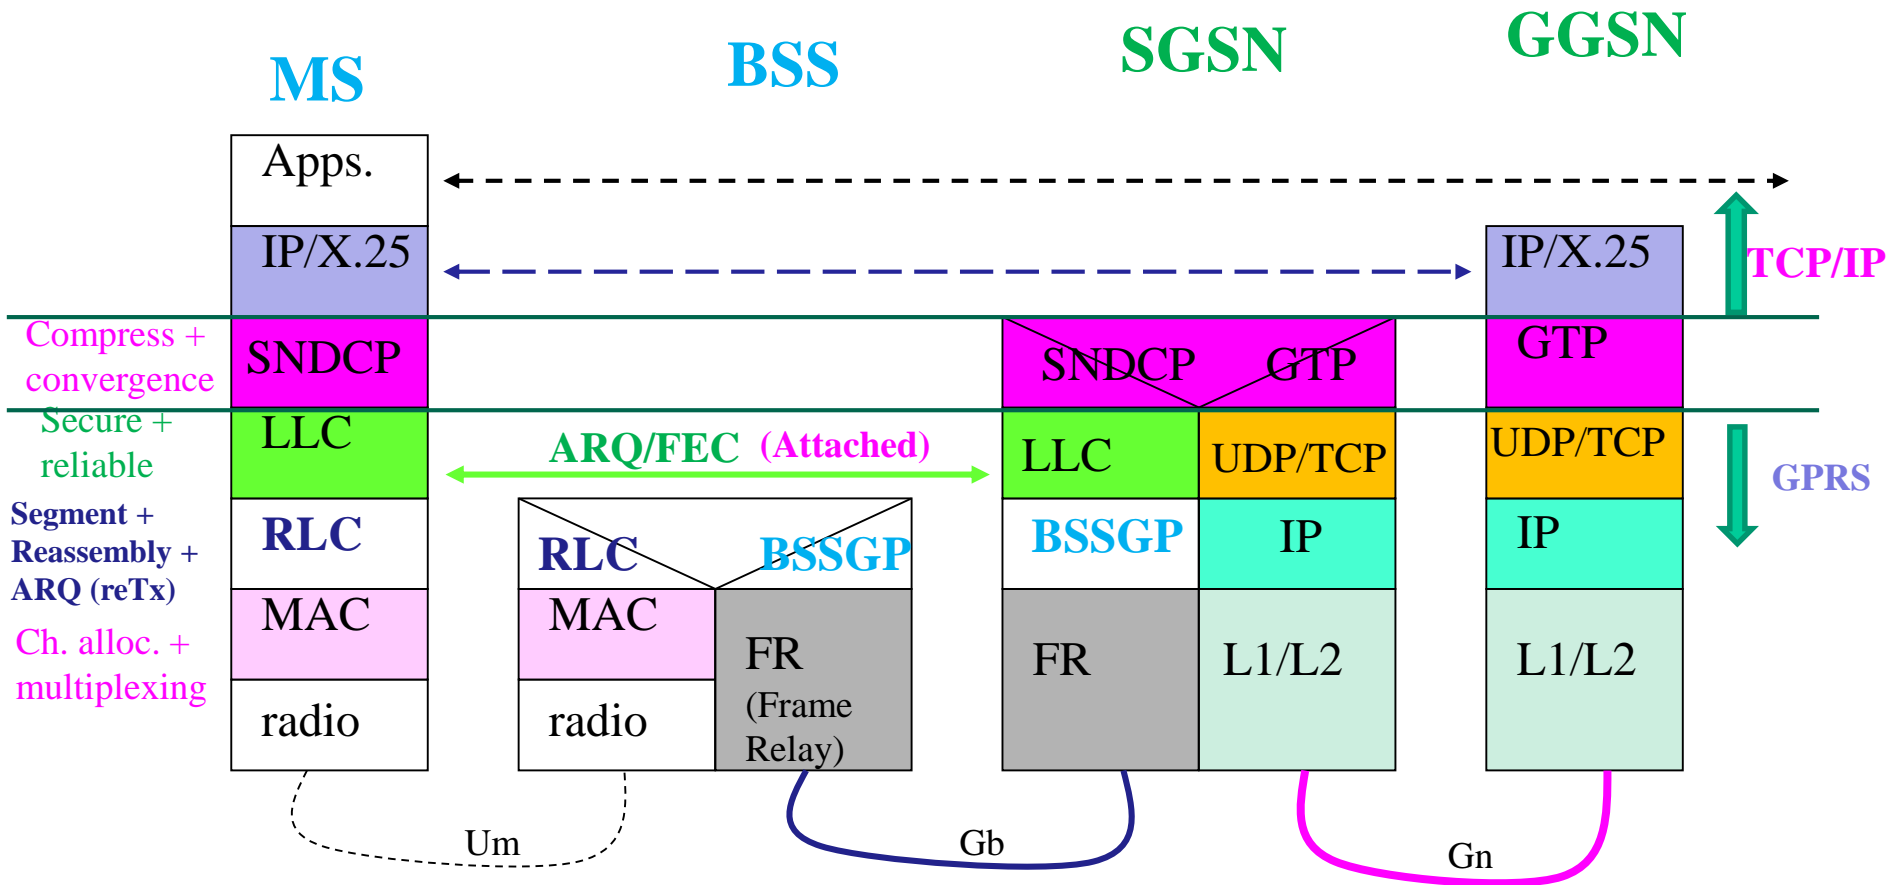 MS
BSS
SGSN
GGSN
Apps.
IP/X.25
IP/X.25
TCP/IP
Compress +
convergence
SNDCP
SNDCP
GTP
GTP
Secure +
reliable
LLC
ARQ/FEC (Attached)
LLC
UDP/TCP
UDP/TCP
GPRS
Segment +
Reassembly +
ARQ (reTx)
RLC
RLC
BSSGP
BSSGP
IP
IP
Ch. alloc. +
multiplexing
MAC
MAC
FR
(Frame
Relay)
FR
L1/L2
L1/L2
radio
radio
Um
Gb
Gn